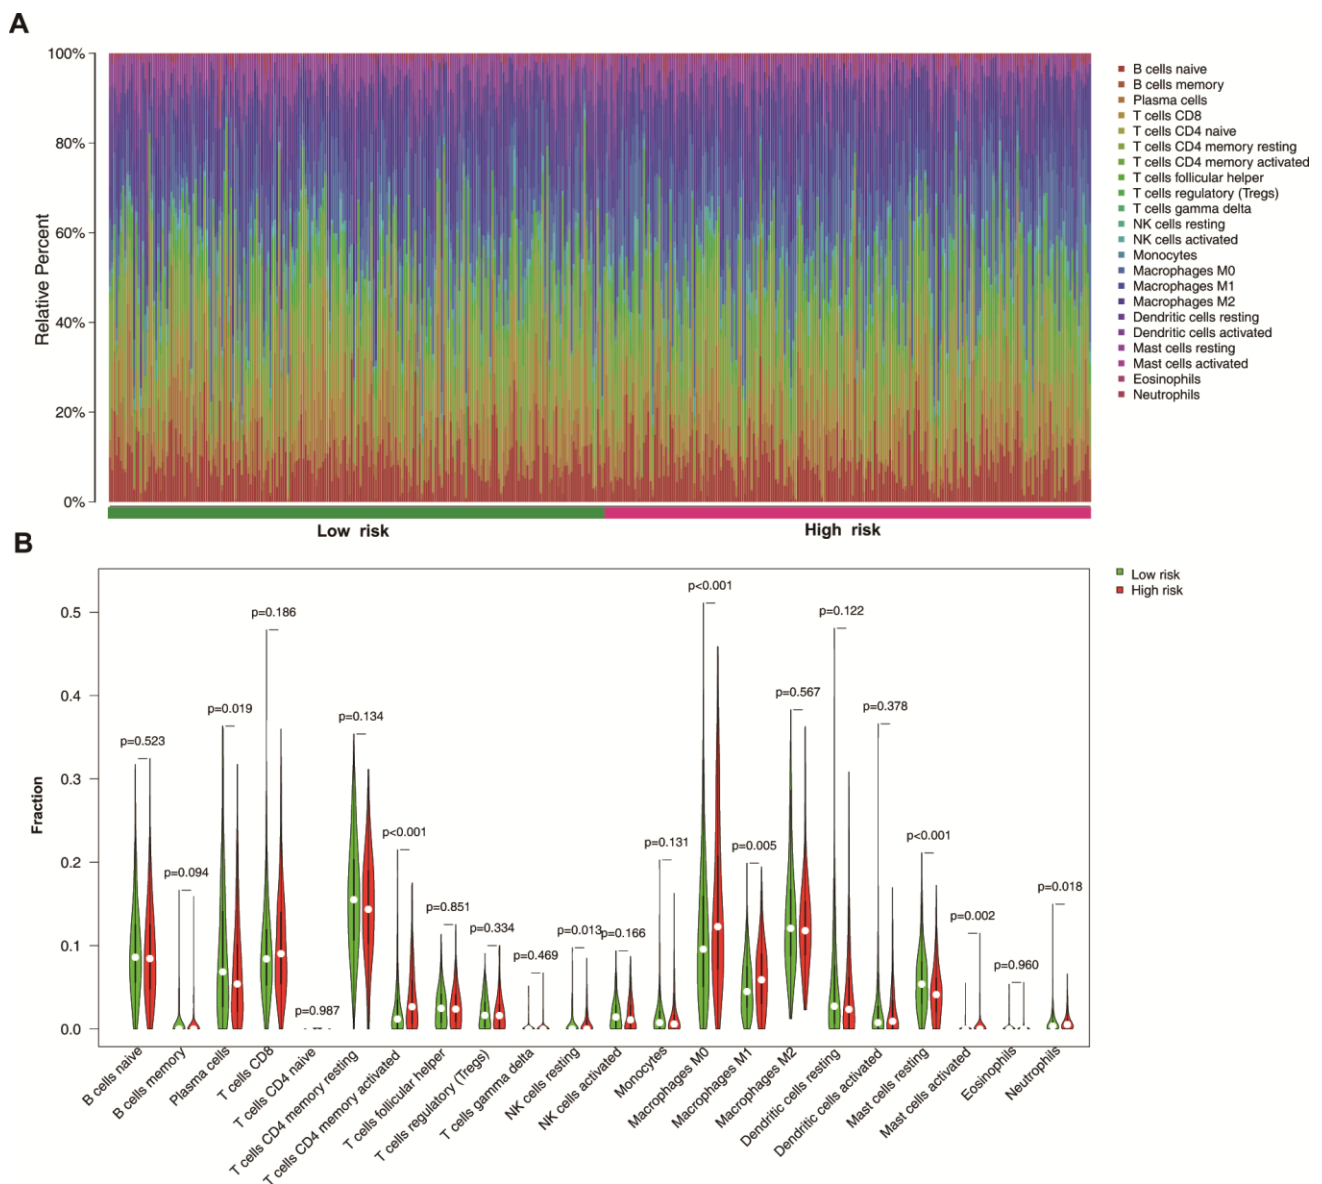 A
100%
80%
60%
40%
20%
0%
Relative Percent
B cells naive
B cells memory
Plasma cells
T cells CD8
T cells CD4 naive
T cells CD4 memory resting
T cells CD4 memory activated
T cells follicular helper
T cells regulatory (Tregs)
T cells gamma delta
NK cells resting
NK cells activated
Monocytes
Macrophages M0
Macrophages M1
Macrophages M2
Dendritic cells resting
Dendritic cells activated
Mast cells resting
Mast cells activated
Eosinophils
Neutrophils
Low risk
High risk
B
Low risk
High risk
Fraction
0.5
0.4
0.3
0.2
0.1
0.0
p=0.523
p=0.094
p=0.019
p=0.186
p=0.987
p=0.134
p<0.001
p=0.851
p=0.334
p=0.469
p=0.013
p=0.166
p=0.131
p<0.001
p=0.005
p=0.567
p=0.122
p=0.378
p<0.001
p=0.002
p=0.960
p=0.018
B cells naive
B cells memory
Plasma cells
T cells CD8
T cells CD4 naive
T cells CD4 memory resting
T cells CD4 memory activated
T cells follicular helper
T cells regulatory (Tregs)
T cells gamma delta
NK cells resting
NK cells activated
Monocytes
Macrophages M0
Macrophages M1
Macrophages M2
Dendritic cells resting
Dendritic cells activated
Mast cells resting
Mast cells activated
Eosinophils
Neutrophils